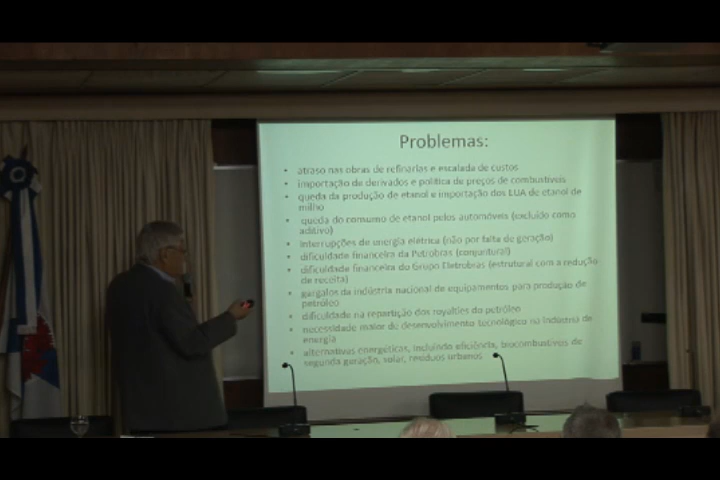 Problemas:
• atraso nas obras de refinarias e escalada de custos
• importação de derivados e política de preços de combustíveis
• queda da produção de etanol e importação dos EUA de etanol de
milho
• queda do consumo de etanol pelos automóveis (excluído como
aditivo)
• interrupções de energia elétrica (não por falta de geração)
• dificuldade financeira da Petrobras (conjuntural)
• dificuldade financeira do Grupo Eletrobras (estrutural com a redução
de receita)
• gargalos da indústria nacional de equipamentos para produção de
petróleo
• dificuldade na repartição dos royalties do petróleo
• necessidade maior de desenvolvimento tecnológico na indústria de
energia
• alternativas energéticas, incluindo eficiência, biocombustíveis de
segunda geração, solar, resíduos urbanos